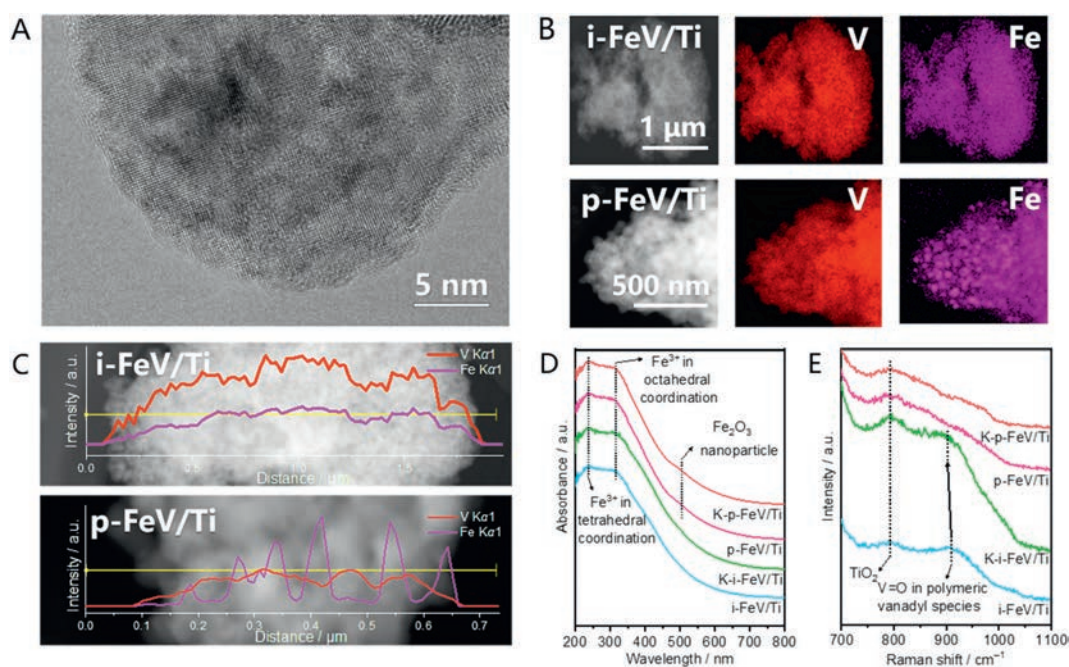 A
5 nm
B
i-FeV/Ti
V
Fe
1 μm
p-FeV/Ti
V
Fe
500 nm
C
i-FeV/Ti
V Kα1
Fe Kα1
Intensity / a.u.
0.0
0.5
1.0
1.5
Distance / μm
p-FeV/Ti
V Kα1
Fe Kα1
Intensity / a.u.
0.0 0.1 0.2 0.3 0.4 0.5 0.6 0.7
Distance / μm
D
Fe³⁺ in
octahedral
coordination
Fe₂O₃
nanoparticle
Fe³⁺ in
tetrahedral
coordination
K-p-FeV/Ti
p-FeV/Ti
K-i-FeV/Ti
i-FeV/Ti
Absorbance / a.u.
200 300 400 500 600 700 800
Wavelength / nm
E
K-p-FeV/Ti
p-FeV/Ti
K-i-FeV/Ti
TiO₂
V=O in polymeric
vanadyl species
i-FeV/Ti
Intensity / a.u.
700 800 900 1000 1100
Raman shift / cm⁻¹